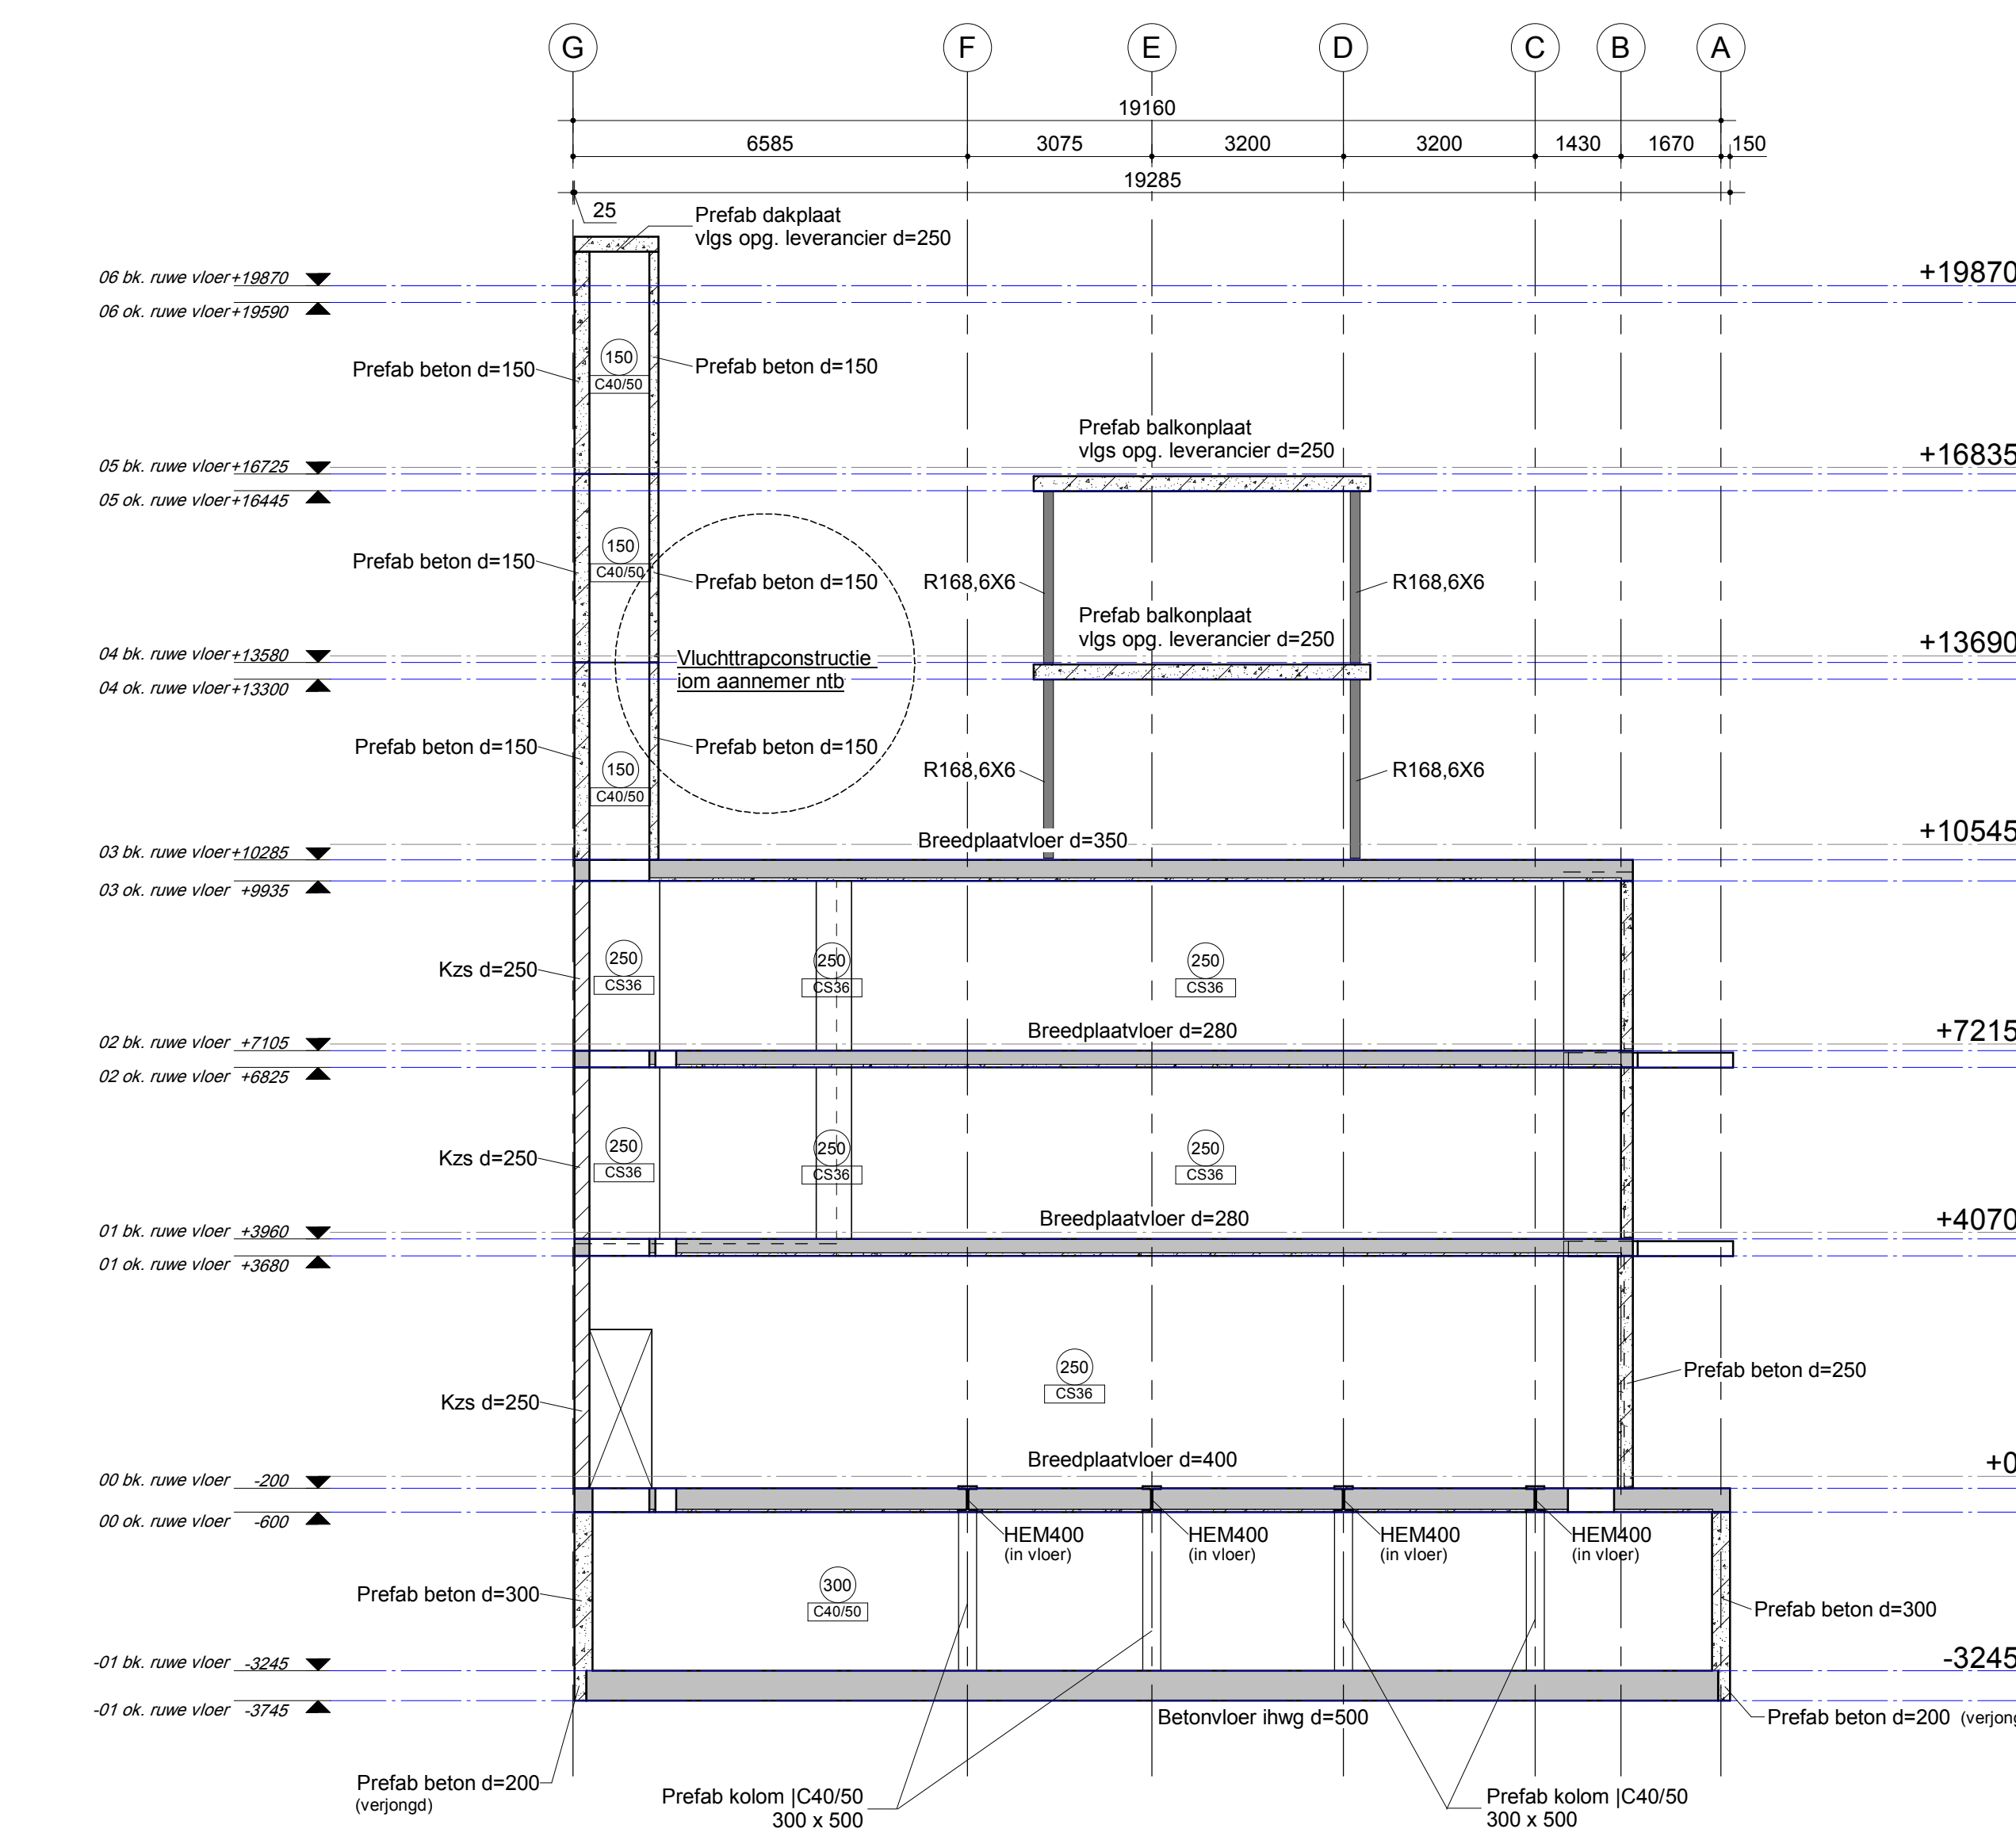 G F E D C B A
19160
6585 3075 3200 3200 1430 1670 150
19285
25
Prefab dakplaat
vlgs opg. leverancier d=250
06 bk. ruwe vloer +19870
+19870
06 ok. ruwe vloer +19590
150
C40/50
Prefab beton d=150
Prefab beton d=150
Prefab balkonplaat
vlgs opg. leverancier d=250
05 bk. ruwe vloer +16725
+16835
05 ok. ruwe vloer +16445
150
C40/50
Prefab beton d=150
Prefab beton d=150
R168,6X6
R168,6X6
Prefab balkonplaat
vlgs opg. leverancier d=250
04 bk. ruwe vloer +13580
+13690
04 ok. ruwe vloer +13300
Vluchttrapconstructie
iom aannemer ntb
Prefab beton d=150
Prefab beton d=150
150
C40/50
R168,6X6
R168,6X6
Breedplaatvloer d=350
03 bk. ruwe vloer +10285
+10545
03 ok. ruwe vloer +9935
Kzs d=250
250
CS36
250
CS36
250
CS36
Breedplaatvloer d=280
02 bk. ruwe vloer +7105
+7215
02 ok. ruwe vloer +6825
Kzs d=250
250
CS36
250
CS36
250
CS36
Breedplaatvloer d=280
01 bk. ruwe vloer +3960
+4070
01 ok. ruwe vloer +3680
250
CS36
Prefab beton d=250
Kzs d=250
Breedplaatvloer d=400
00 bk. ruwe vloer -200
+0
00 ok. ruwe vloer -600
HEM400
(in vloer)
HEM400
(in vloer)
HEM400
(in vloer)
HEM400
(in vloer)
300
C40/50
Prefab beton d=300
Prefab beton d=300
-01 bk. ruwe vloer -3245
-3245
-01 ok. ruwe vloer -3745
Betonvloer ihwg d=500
Prefab beton d=200 (verjong
Prefab beton d=200
(verjongd)
Prefab kolom |C40/50
300 x 500
Prefab kolom |C40/50
300 x 500